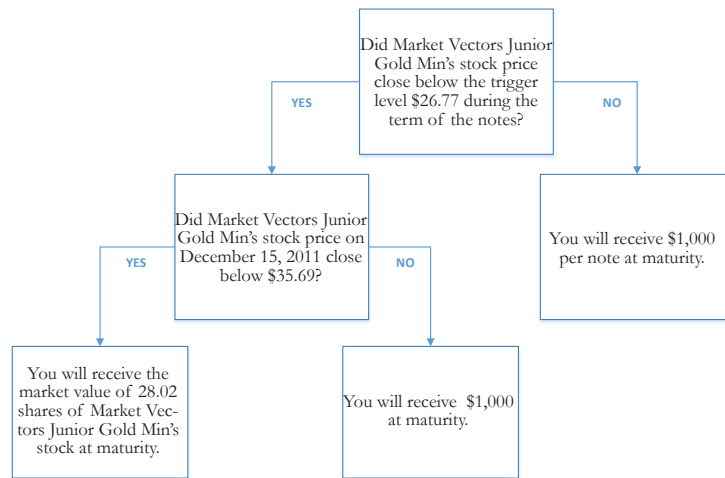 Did Market Vectors Junior
Gold Min's stock price
close below the trigger
level $26.77 during the
term of the notes?
YES
NO
Did Market Vectors Junior
Gold Min's stock price on
December 15, 2011 close
below $35.69?
You will receive $1,000
per note at maturity.
YES
NO
You will receive the
market value of 28.02
shares of Market Vec-
tors Junior Gold Min's
stock at maturity.
You will receive $1,000
at maturity.